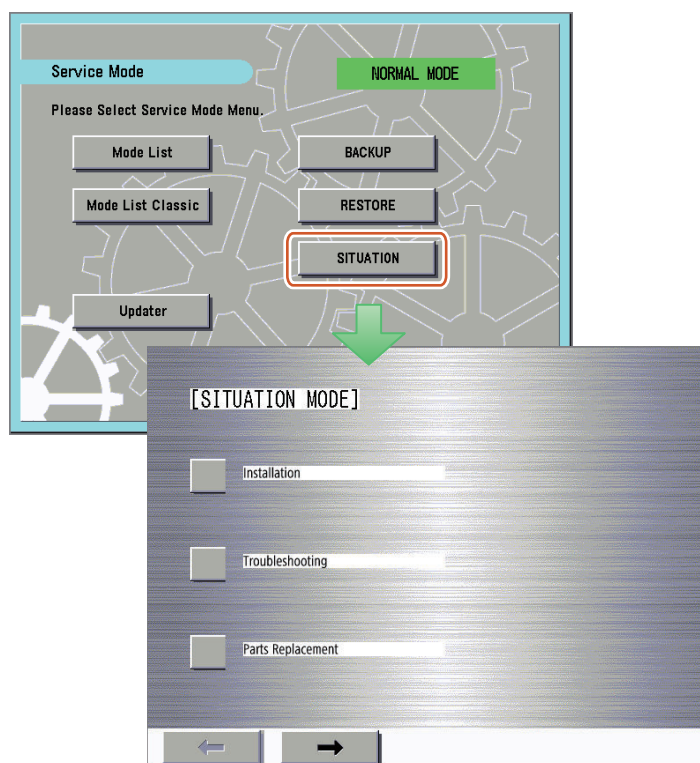 Service Mode
NORMAL MODE
Please Select Service Mode Menu.
Mode List
BACKUP
Mode List Classic
RESTORE
SITUATION
Updater
[SITUATION MODE]
Installation
Troubleshooting
Parts Replacement